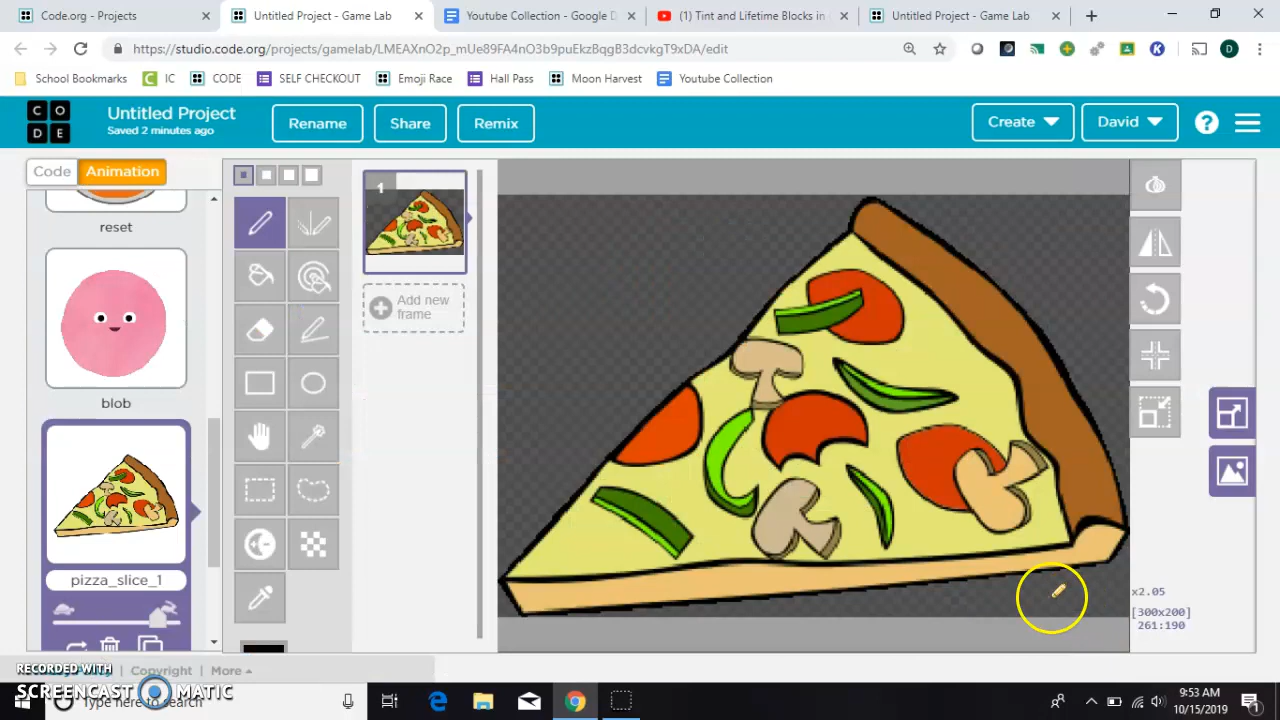 Code.org - Projects
Untitled Project - Game Lab
Youtube Collection - Google D
(1) Tint and Lifetime Blocks in
Untitled Project - Game Lab
https://studio.code.org/projects/gamelab/LMEAXnO2p_mUe89FA4nO3b9puEkzBqgB3dcvkgT9xDA/edit
K
D
School Bookmarks
C
IC
CODE
SELF CHECKOUT
Emoji Race
Hall Pass
Moon Harvest
Youtube Collection
C O
D E
Untitled Project
Saved 2 minutes ago
Rename
Share
Remix
Create
David
?
Code
Animation
reset
blob
pizza_slice_1
1
Add new
frame
x2.05
[300x200]
261:190
RECORDED WITH
SCREENCAST MATIC
Copyright
More
Type here to search
9:53 AM
10/15/2019
1